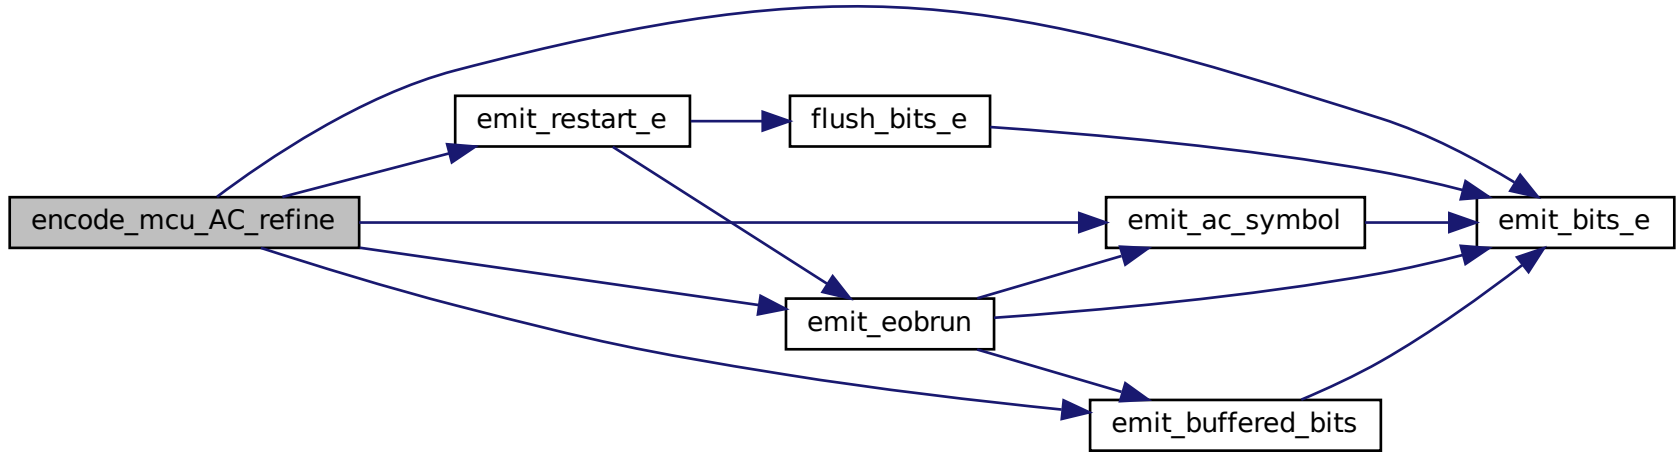 emit_restart_e
flush_bits_e
encode_mcu_AC_refine
emit_ac_symbol
emit_bits_e
emit_eobrun
emit_buffered_bits